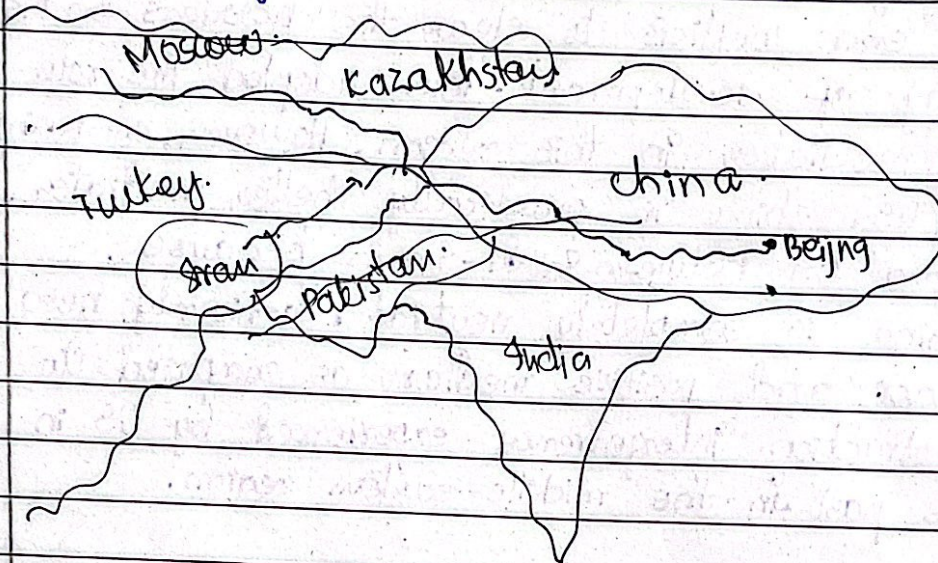 Moscow.
Kazakhstan
China.
Turkey.
Beijng
Iran
Pakistan.
India